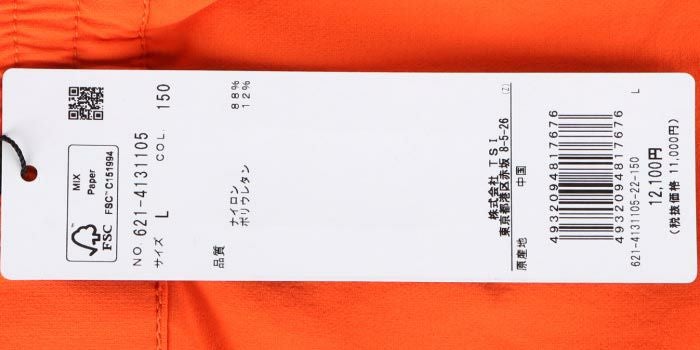 MIX
Paper
FSC™ C151994
FSC
NO. 621-4131105
サイズ L COL. 150
品質 ナイロン 88%
ポリウレタン 12%
株式会社 TSI
東京都港区赤坂 8-5-26 (Z)
原産地 中国
4932094817676
4932094817676
621-4131105-22-150 L
12,100円
(税抜価格 11,000円)